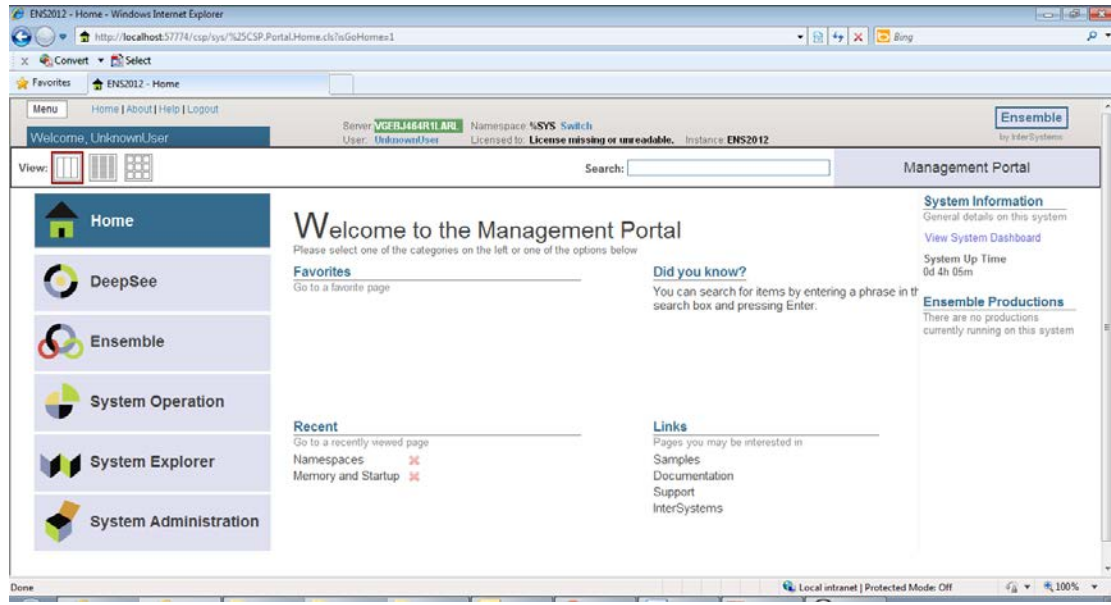 ENS2012 - Home - Windows Internet Explorer
http://localhost:57774/csp/sys/%25CSP.Portal.Home.cls?isGoHome=1
Bing
x Convert Select
Favorites ENS2012 - Home
Menu Home | About | Help | Logout
Server: VGEBJ464R1LARL Namespace: %SYS Switch
Ensemble
Welcome, UnknownUser
User: UnknownUser Licensed to: License missing or unreadable. Instance: ENS2012
by InterSystems
View: Search: Management Portal
Home
DeepSee
Ensemble
System Operation
System Explorer
System Administration
Welcome to the Management Portal
Please select one of the categories on the left or one of the options below
Favorites
Go to a favorite page
Did you know?
You can search for items by entering a phrase in th
search box and pressing Enter.
Recent
Go to a recently viewed page
Namespaces
Memory and Startup
Links
Pages you may be interested in
Samples
Documentation
Support
InterSystems
System Information
General details on this system
View System Dashboard
System Up Time
0d 4h 05m
Ensemble Productions
There are no productions
currently running on this system
Done Local intranet | Protected Mode: Off 100%